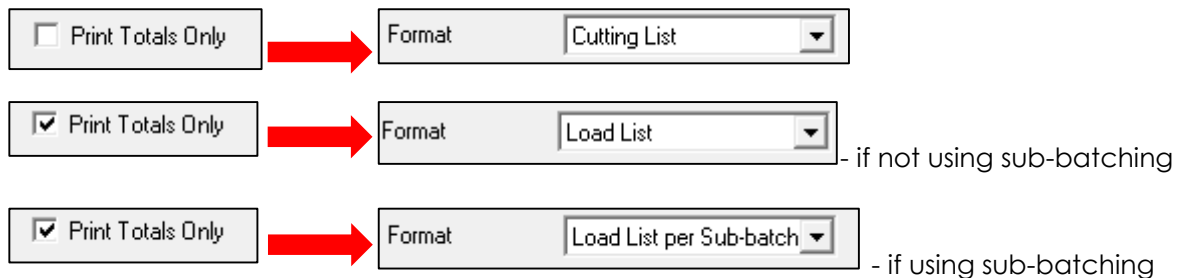 Print Totals Only Format Cutting List
Print Totals Only Format Load List - if not using sub-batching
Print Totals Only Format Load List per Sub-batch - if using sub-batching